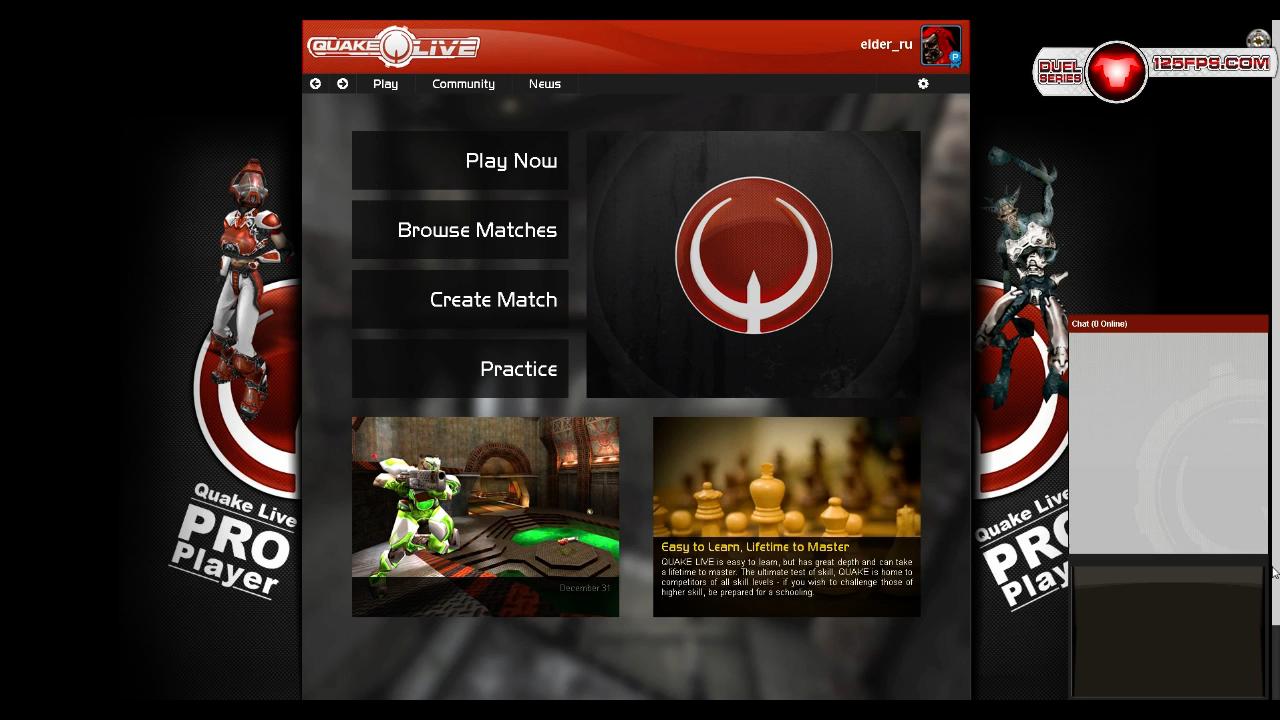 QUAKE LIVE
elder_ru
P
DUEL SERIES
125FPS.COM
Play
Community
News
Play Now
Browse Matches
Create Match
Practice
Chat (0 Online)
Quake Live
PRO
Player
Quake Live
PRO
Player
December 31
Easy to Learn, Lifetime to Master
QUAKE LIVE is easy to learn, but has great depth and can take
a lifetime to master. The ultimate test of skill, QUAKE is home to
competitors of all skill levels - if you wish to challenge those of
higher skill, be prepared for a schooling.